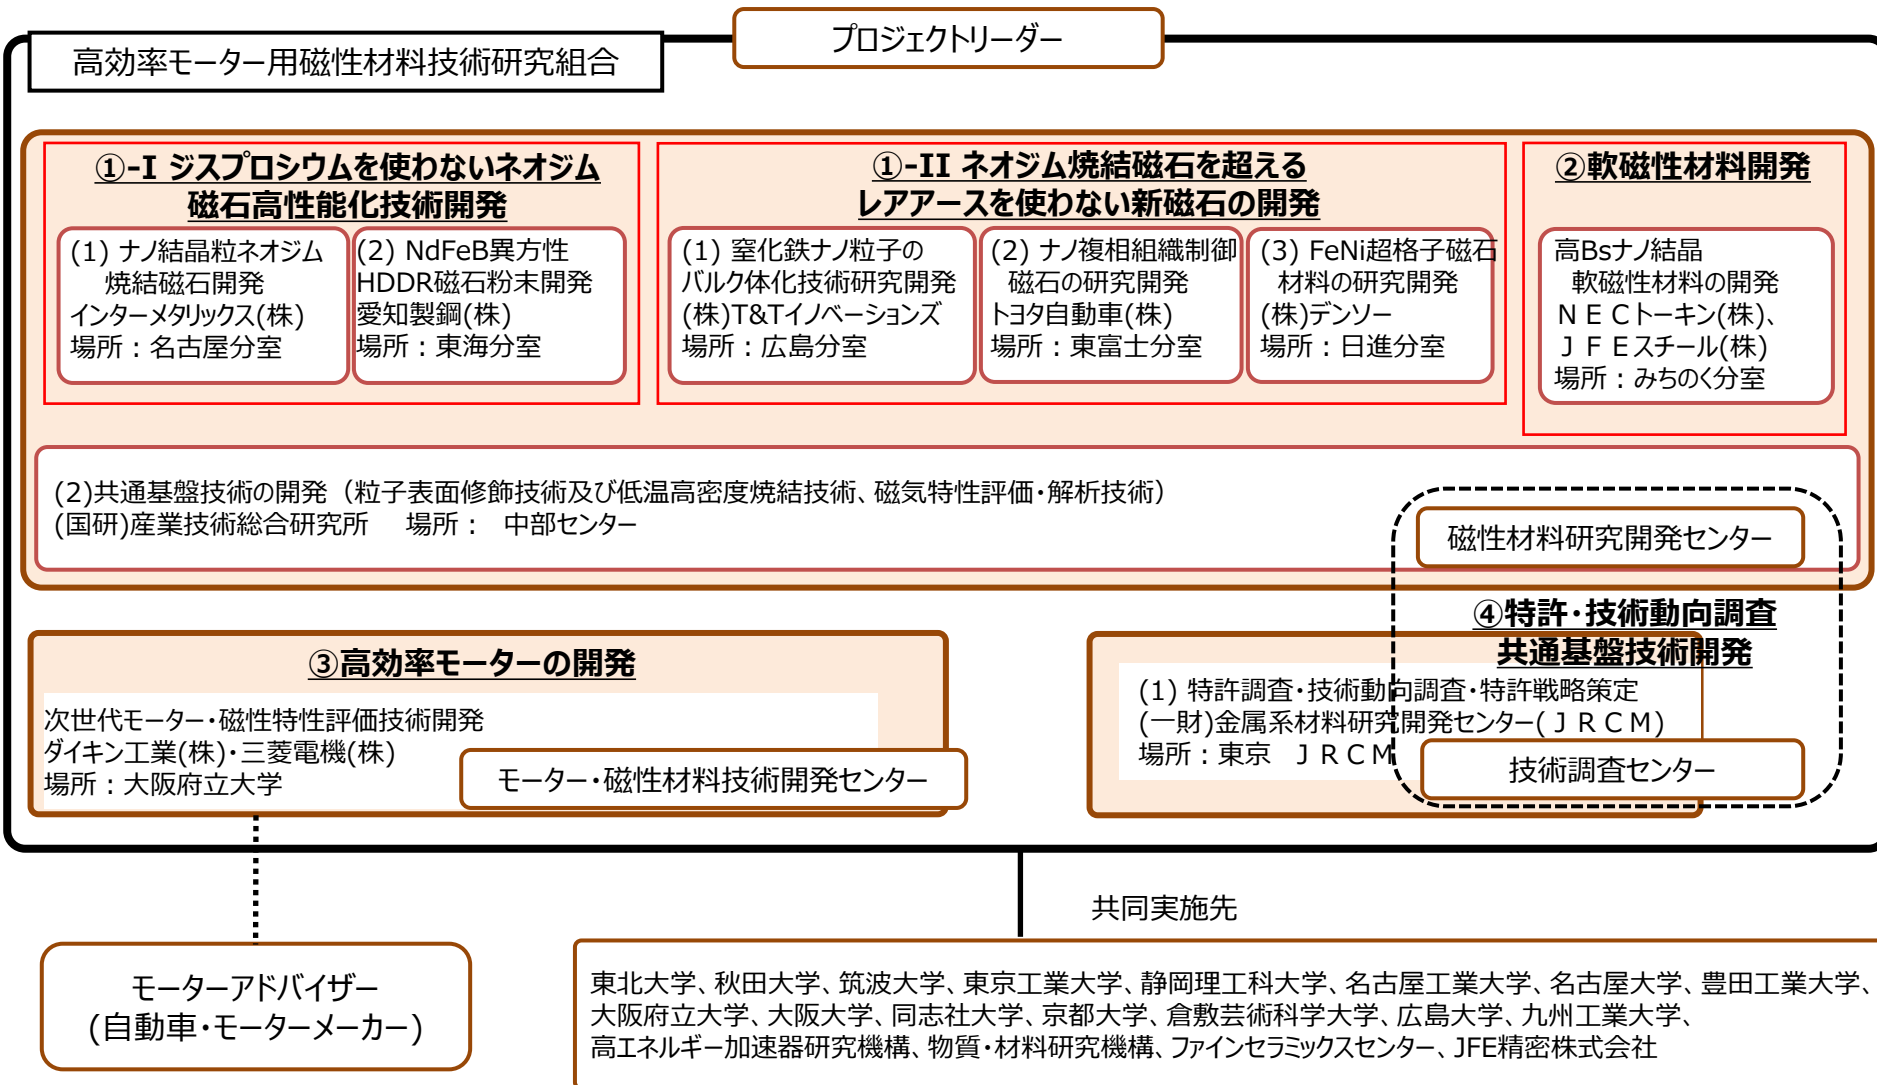 プロジェクトリーダー
高効率モーター用磁性材料技術研究組合
①-I ジスプロシウムを使わないネオジム
磁石高性能化技術開発
(1) ナノ結晶粒ネオジム
焼結磁石開発
インターメタリックス(株)
場所：名古屋分室
(2) NdFeB異方性
HDDR磁石粉末開発
愛知製鋼(株)
場所：東海分室
①-II ネオジム焼結磁石を超える
レアアースを使わない新磁石の開発
(1) 窒化鉄ナノ粒子の
バルク体化技術研究開発
(株)T&Tイノベーションズ
場所：広島分室
(2) ナノ複相組織制御
磁石の研究開発
トヨタ自動車(株)
場所：東富士分室
(3) FeNi超格子磁石
材料の研究開発
(株)デンソー
場所：日進分室
②軟磁性材料開発
高Bsナノ結晶
軟磁性材料の開発
ＮＥＣトーキン(株)、
ＪＦＥスチール(株)
場所：みちのく分室
(2)共通基盤技術の開発（粒子表面修飾技術及び低温高密度焼結技術、磁気特性評価・解析技術）
(国研)産業技術総合研究所　場所：　中部センター
磁性材料研究開発センター
③高効率モーターの開発
次世代モーター・磁性特性評価技術開発
ダイキン工業(株)・三菱電機(株)
場所：大阪府立大学
モーター・磁性材料技術開発センター
④特許・技術動向調査
共通基盤技術開発
(1) 特許調査・技術動向調査・特許戦略策定
(一財)金属系材料研究開発センター(ＪＲＣＭ)
場所：東京　ＪＲＣＭ
技術調査センター
共同実施先
モーターアドバイザー
(自動車・モーターメーカー)
東北大学、秋田大学、筑波大学、東京工業大学、静岡理工科大学、名古屋工業大学、名古屋大学、豊田工業大学、
大阪府立大学、大阪大学、同志社大学、京都大学、倉敷芸術科学大学、広島大学、九州工業大学、
高エネルギー加速器研究機構、物質・材料研究機構、ファインセラミックスセンター、JFE精密株式会社